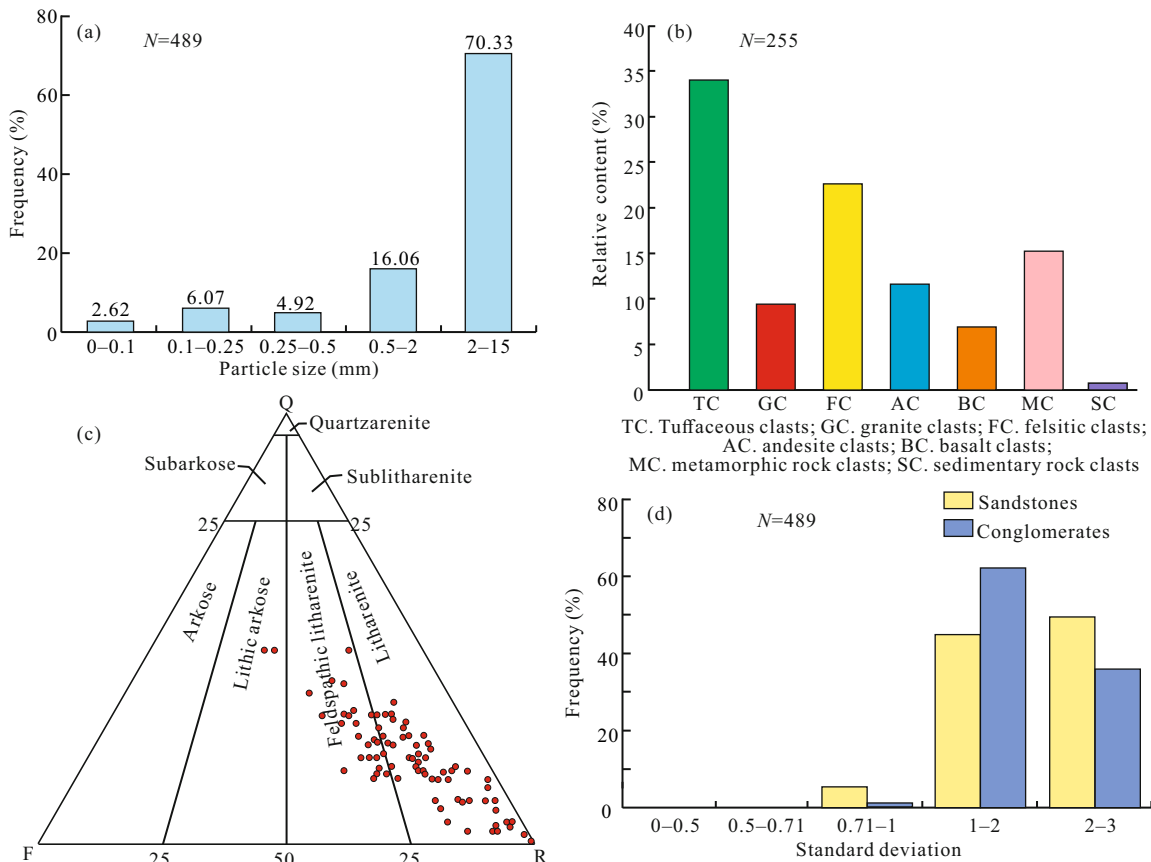 (a)
N=489
Frequency (%)
80
60
40
20
0
2.62
6.07
4.92
16.06
70.33
0–0.1
0.1–0.25
0.25–0.5
0.5–2
2–15
Particle size (mm)
(b)
N=255
Relative content (%)
40
35
30
25
20
15
10
5
0
TC
GC
FC
AC
BC
MC
SC
TC. Tuffaceous clasts; GC. granite clasts; FC. felsitic clasts;
AC. andesite clasts; BC. basalt clasts;
MC. metamorphic rock clasts; SC. sedimentary rock clasts
(c)
Q
Quartzarenite
Subarkose
Sublitharenite
25
25
Arkose
Lithic arkose
Feldspathic litharenite
Litharenite
F
25
50
25
R
(d)
N=489
Sandstones
Conglomerates
Frequency (%)
80
60
40
20
0
0–0.5
0.5–0.71
0.71–1
1–2
2–3
Standard deviation